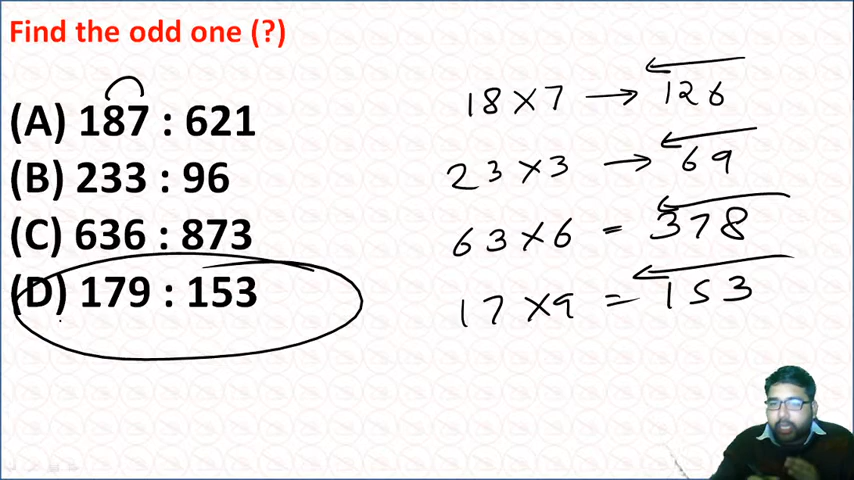 Find the odd one (?)
(A) 187 : 621
(B) 233 : 96
(C) 636 : 873
(D) 179 : 153
18 X 7 → 126
23 X 3 → 69
63 X 6 = 378
17 X 9 = 153